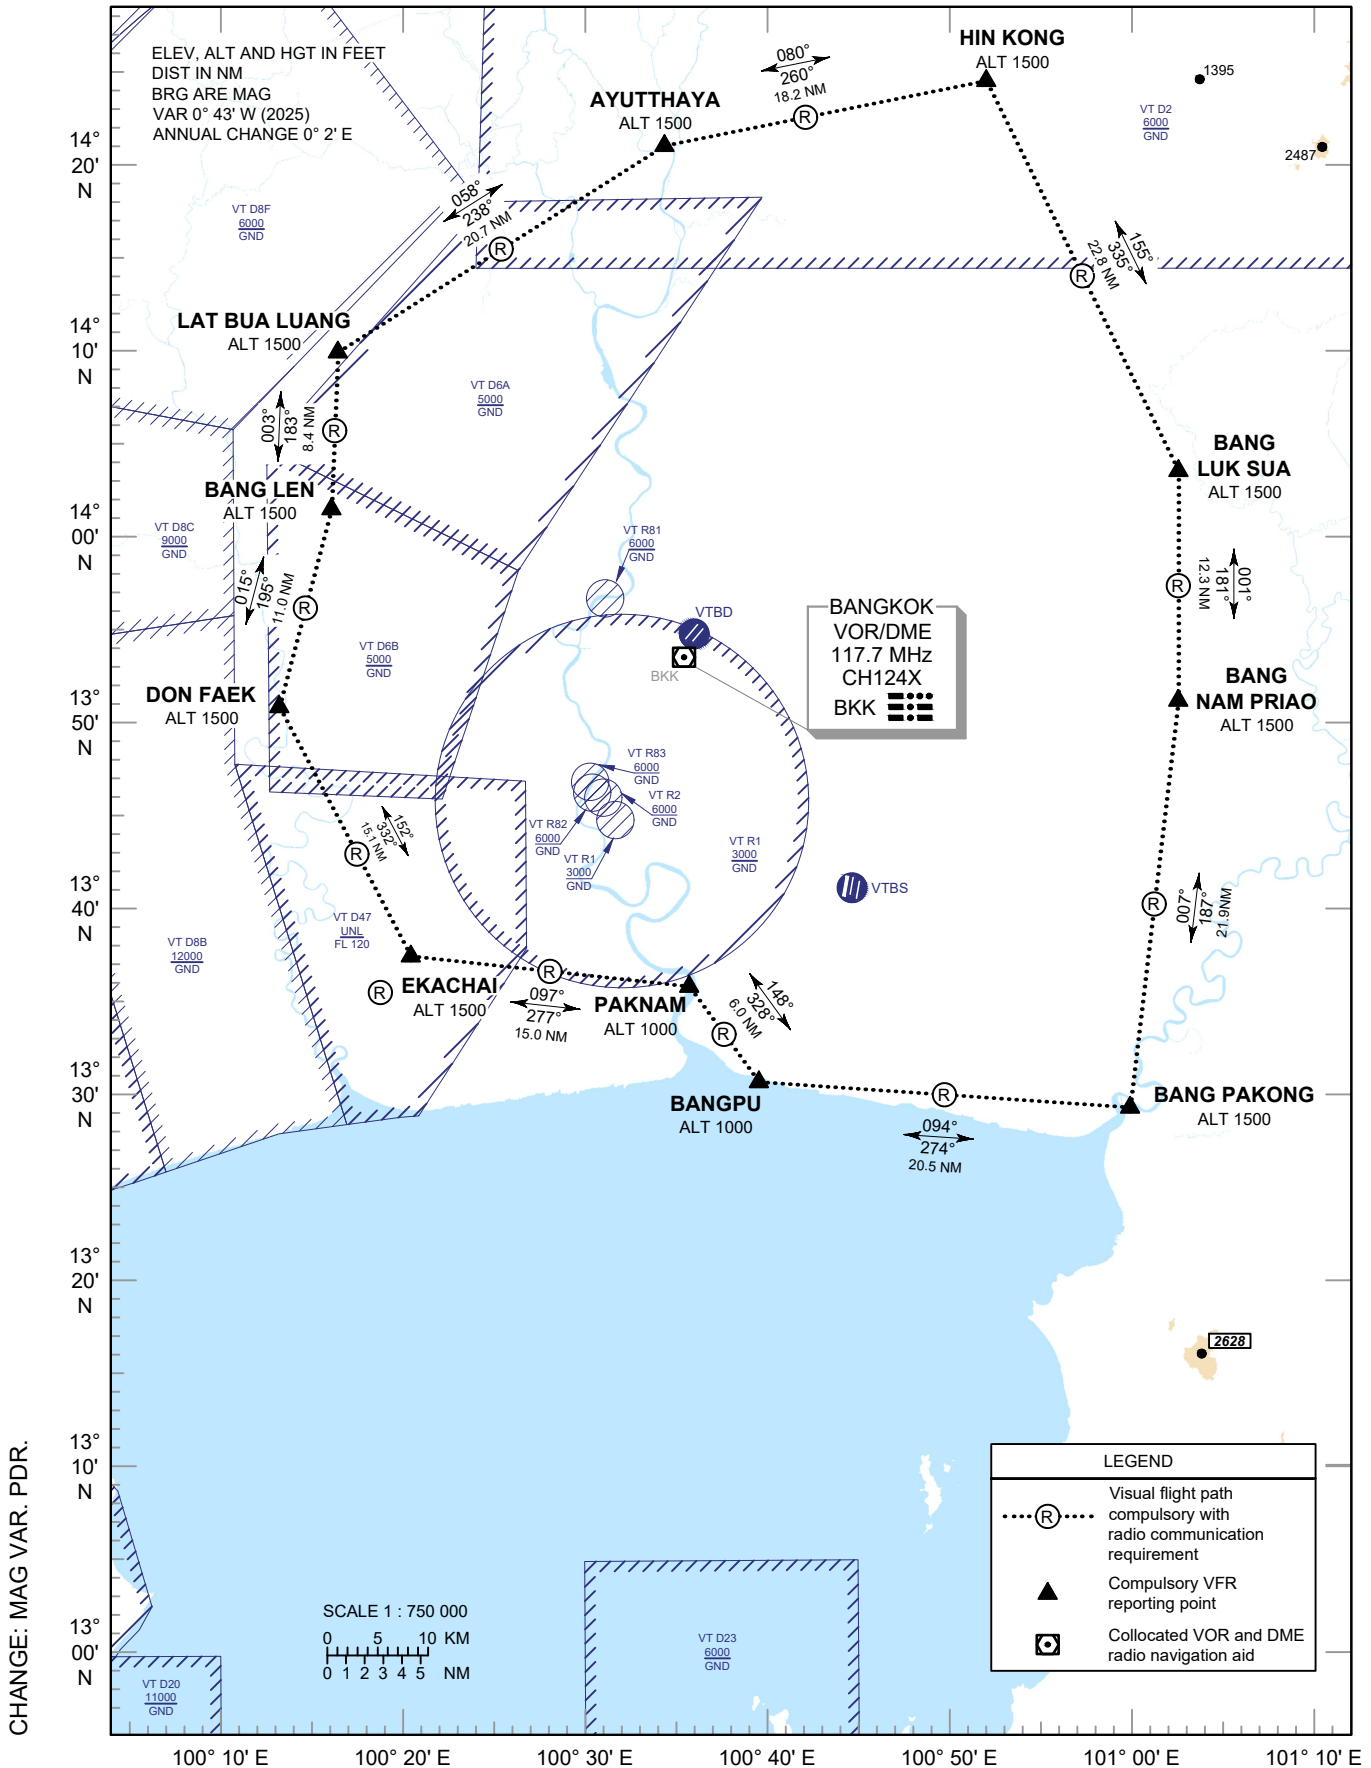 ELEV, ALT AND HGT IN FEET
DIST IN NM
BRG ARE MAG
VAR 0° 43' W (2025)
ANNUAL CHANGE 0° 2' E
HIN KONG
ALT 1500
080°
260°
18.2 NM
AYUTTHAYA
ALT 1500
1395
VT D2
6000
GND
2487
14°
20'
N
VT D8F
6000
GND
058°
238°
20.7 NM
R
R
155°
335°
22.8 NM
R
LAT BUA LUANG
ALT 1500
14°
10'
N
VT D6A
5000
GND
003°
183°
8.4 NM
R
BANG
LUK SUA
ALT 1500
BANG LEN
ALT 1500
14°
00'
N
VT D8C
9000
GND
VT R81
6000
GND
015°
195°
11.0 NM
R
001°
181°
12.3 NM
R
VTBD
BKK
BANGKOK
VOR/DME
117.7 MHz
CH124X
BKK
VT D6B
5000
GND
DON FAEK
ALT 1500
13°
50'
N
BANG
NAM PRIAO
ALT 1500
VT R83
6000
GND
VT R2
6000
GND
VT R82
6000
GND
VT R1
3000
GND
VT R1
3000
GND
152°
332°
15.1 NM
R
VTBS
13°
40'
N
007°
187°
21.9NM
R
VT D47
UNL
FL 120
VT D8B
12000
GND
R
EKACHAI
ALT 1500
R
097°
277°
15.0 NM
PAKNAM
ALT 1000
148°
328°
6.0 NM
R
13°
30'
N
BANGPU
ALT 1000
R
094°
274°
20.5 NM
BANG PAKONG
ALT 1500
13°
20'
N
2628
13°
10'
N
LEGEND
R
Visual flight path
compulsory with
radio communication
requirement
Compulsory VFR
reporting point
Collocated VOR and DME
radio navigation aid
SCALE 1 : 750 000
0 5 10 KM
0 1 2 3 4 5 NM
13°
00'
N
VT D23
6000
GND
VT D20
11000
GND
100° 10' E 100° 20' E 100° 30' E 100° 40' E 100° 50' E 101° 00' E 101° 10' E
CHANGE: MAG VAR. PDR.